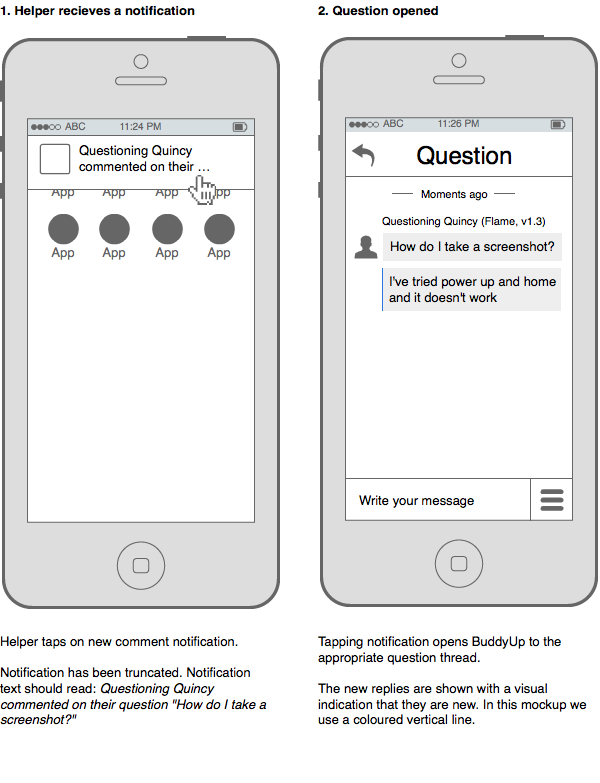 1. Helper recieves a notification
ABC 11:24 PM
Questioning Quincy
commented on their ...
App App App App
App App App App
Helper taps on new comment notification.
Notification has been truncated. Notification
text should read: Questioning Quincy
commented on their question "How do I take a
screenshot?"
2. Question opened
ABC 11:26 PM
Question
Moments ago
Questioning Quincy (Flame, v1.3)
How do I take a screenshot?
I've tried power up and home
and it doesn't work
Write your message
Tapping notification opens BuddyUp to the
appropriate question thread.
The new replies are shown with a visual
indication that they are new. In this mockup we
use a coloured vertical line.